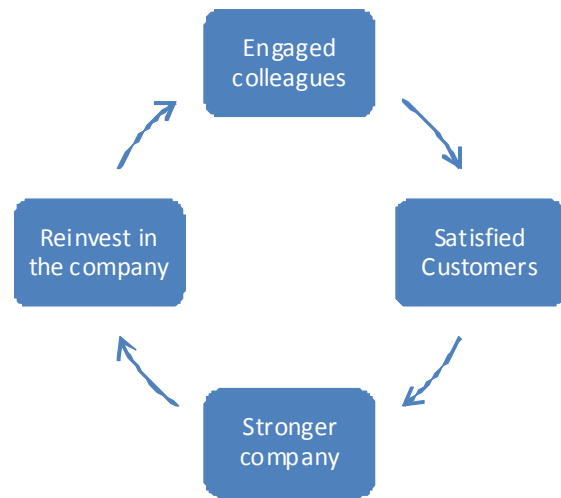 Engaged
colleagues
Satisfied
Customers
Stronger
company
Reinvest in
the company